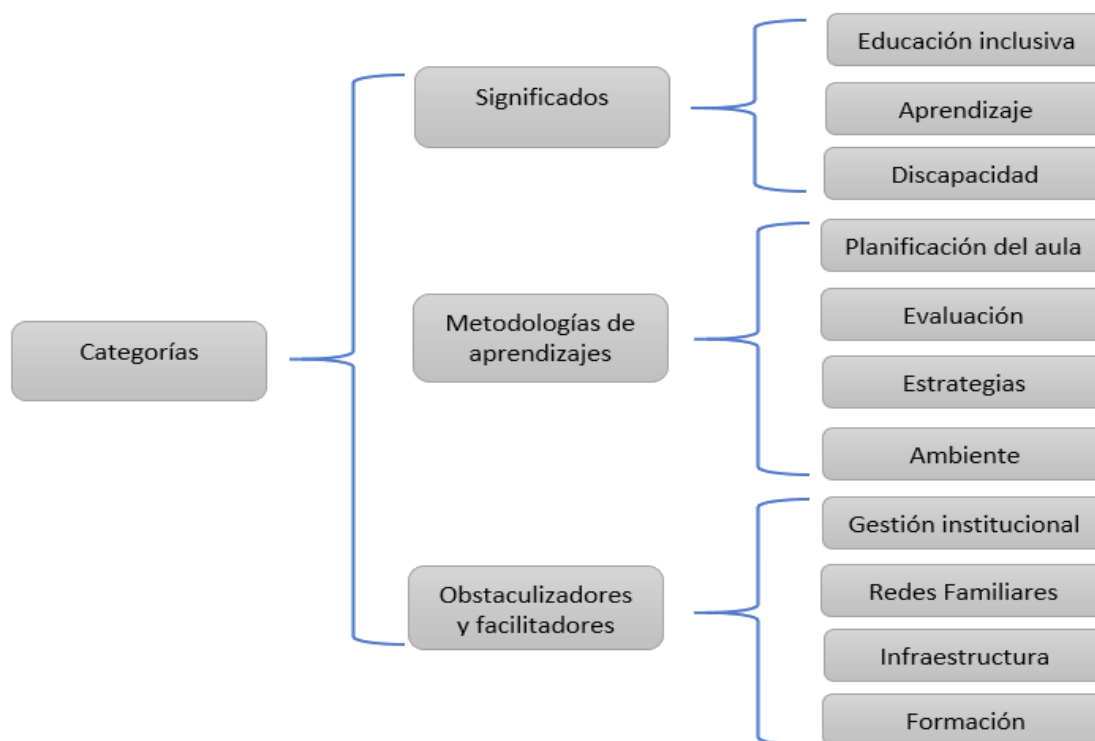 Categorías
Significados
Educación inclusiva
Aprendizaje
Discapacidad
Metodologías de
aprendizajes
Planificación del aula
Evaluación
Estrategias
Ambiente
Obstaculizadores
y facilitadores
Gestión institucional
Redes Familiares
Infraestructura
Formación